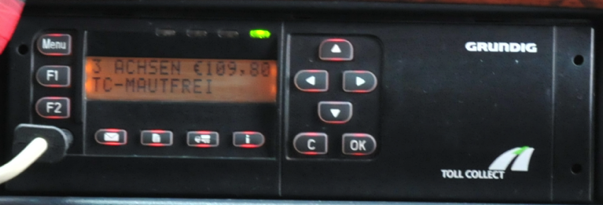 Menu
GRUNDIG
3 ACHSEN €109,80
F1
TC-MAUTFREI
F2
i
C
OK
TOLL COLLECT